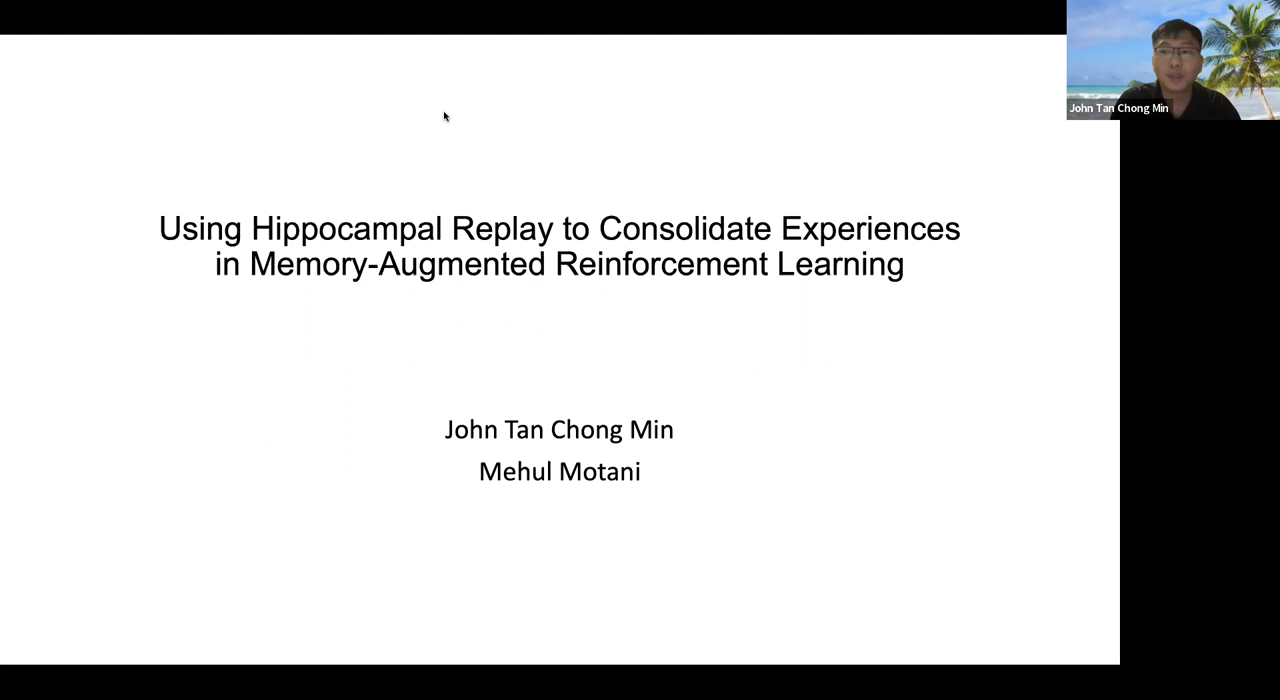 John Tan Chong Min
Using Hippocampal Replay to Consolidate Experiences
in Memory-Augmented Reinforcement Learning
John Tan Chong Min
Mehul Motani